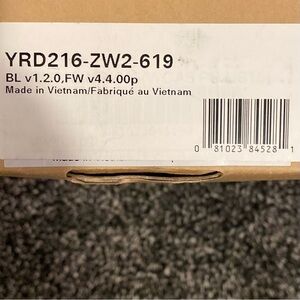 YRD216-ZW2-619
BL v1.2.0,FW v4.4.00p
Made in Vietnam/Fabriqué au Vietnam
0 81023 84528 1